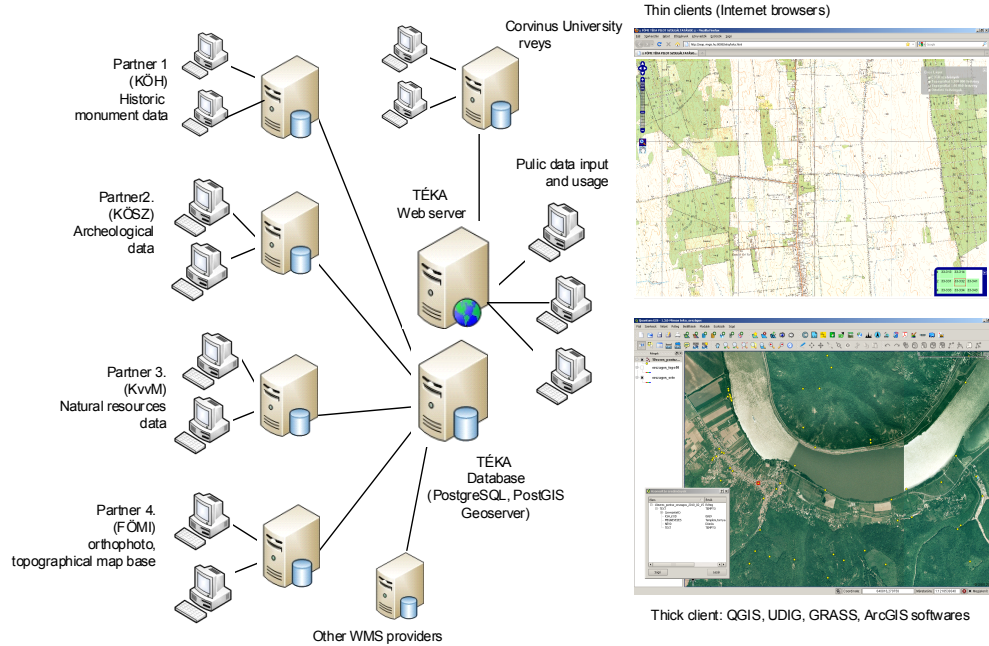 Thin clients (Internet browsers)
Corvinus University
rveys
Partner 1
(KÖH)
Historic
monument data
Pulic data input
and usage
TÉKA
Web server
Partner2.
(KÖSZ)
Archeological
data
Partner 3.
(KvvM)
Natural resources
data
TÉKA
Database
(PostgreSQL, PostGIS
Geoserver)
Partner 4.
(FÖMI)
orthophoto,
topographical map base
Other WMS providers
Thick client: QGIS, UDIG, GRASS, ArcGIS softwares